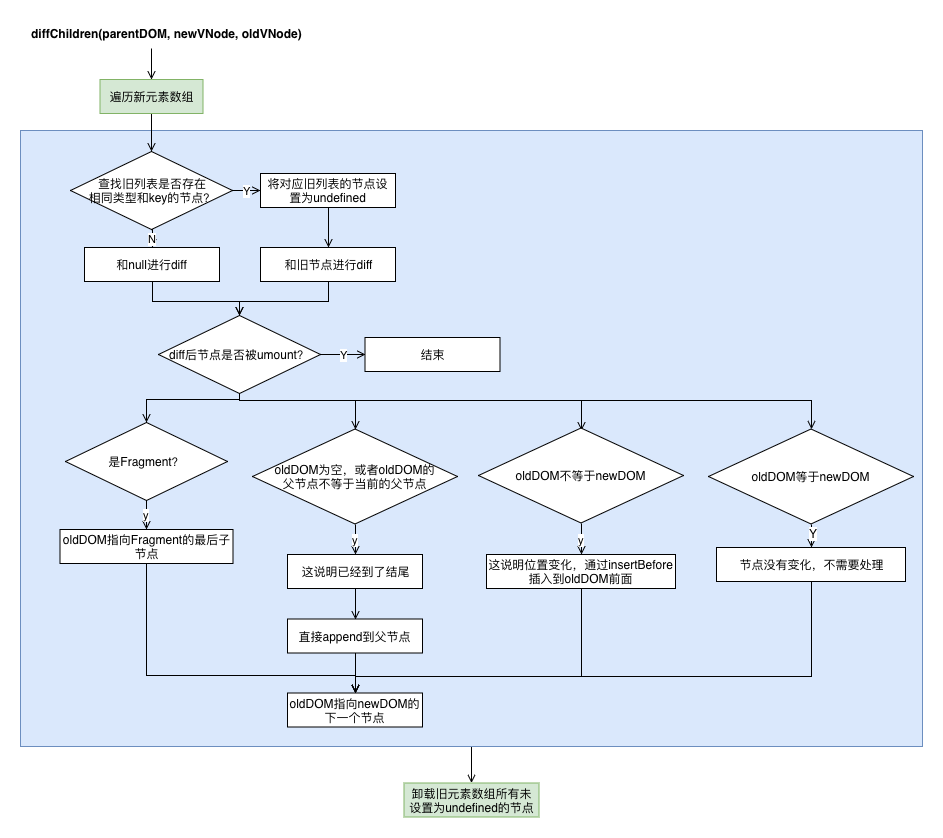 diffChildren(parentDOM, newVNode, oldVNode)
遍历新元素数组
查找旧列表是否存在
相同类型和key的节点?
Y
将对应旧列表的节点设
置为undefined
N
和null进行diff
和旧节点进行diff
diff后节点是否被umount?
Y
结束
是Fragment?
oldDOM为空，或者oldDOM的
父节点不等于当前的父节点
oldDOM不等于newDOM
oldDOM等于newDOM
y
y
y
Y
oldDOM指向Fragment的最后子
节点
这说明已经到了结尾
这说明位置变化，通过insertBefore
插入到oldDOM前面
节点没有变化，不需要处理
直接append到父节点
oldDOM指向newDOM的
下一个节点
卸载旧元素数组所有未
设置为undefined的节点